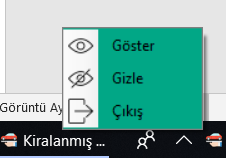 Göster
Gizle
Çıkış
Görüntü Ay
Kiralanmış ...